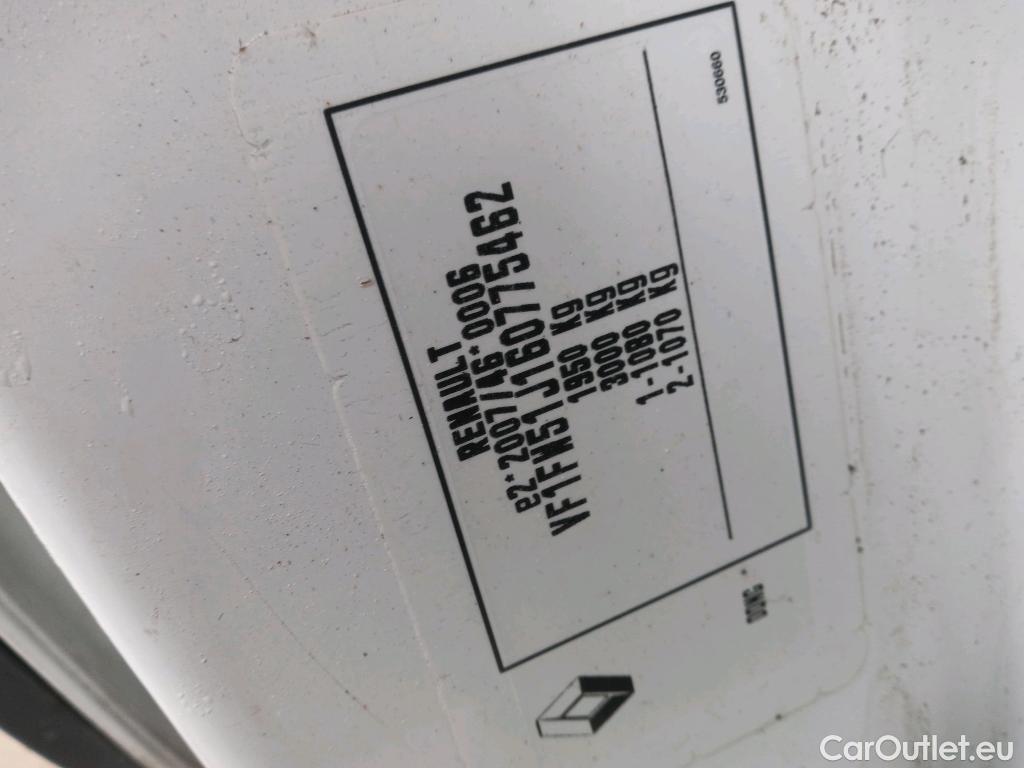 RENAULT
e2*2007/46*0006
VF1FW51J160775462
1950 Kg
3000 Kg
1-1080 Kg
2-1070 Kg
530660
CarOutlet.eu